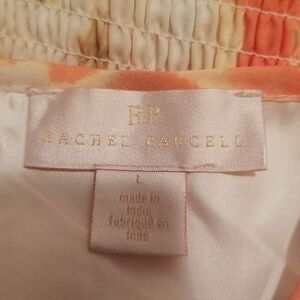 RP
RACHEL PARCELL
L
made in
India
fabriqué en
Inde